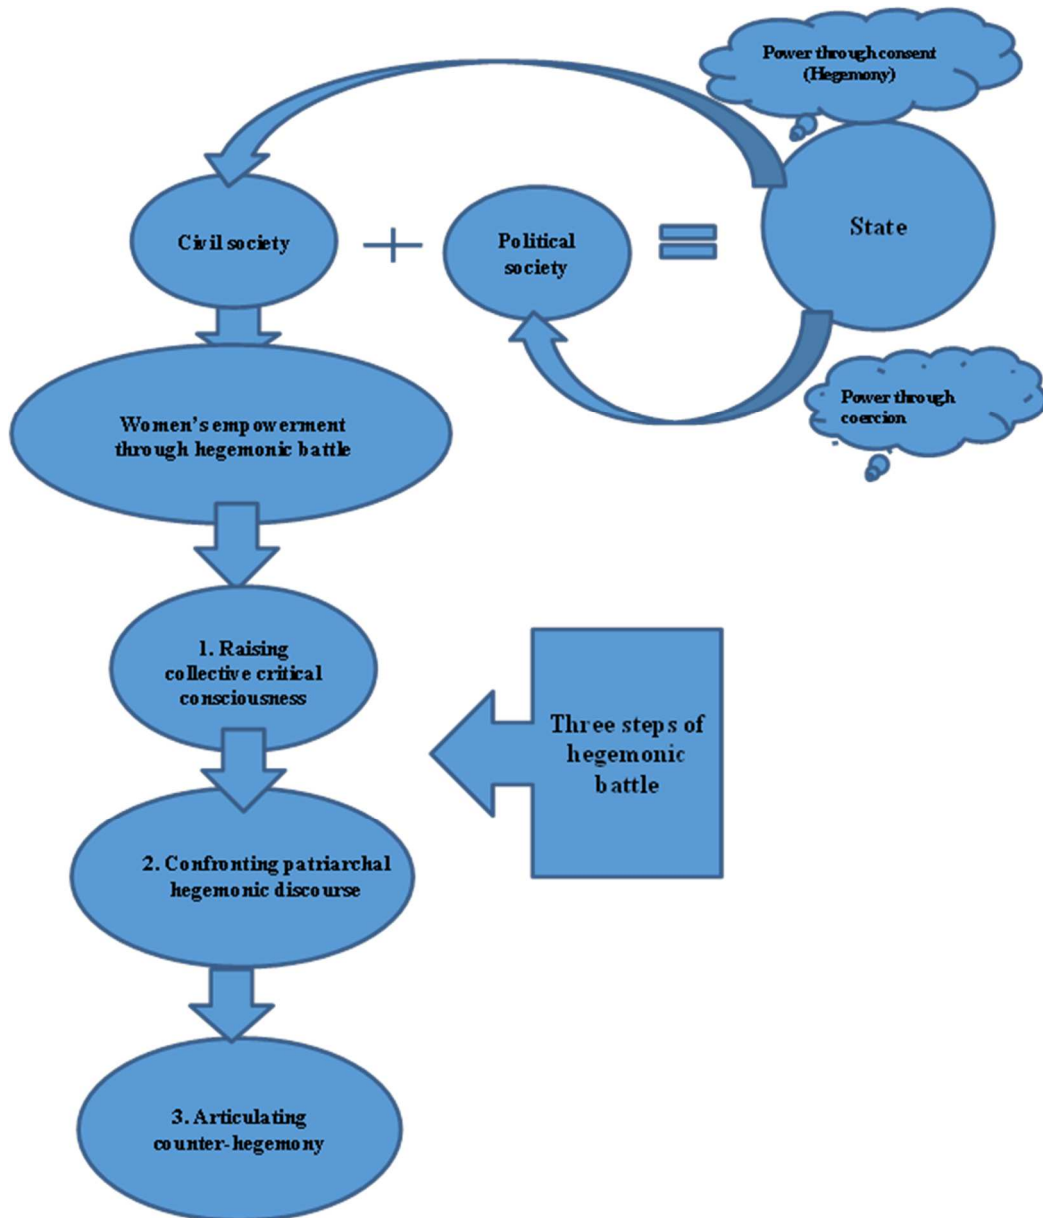 Power through consent
(Hegemony)
State
Civil society
+
Political
society
=
Power through
coercion
Women's empowerment
through hegemonic battle
1. Raising
collective critical
consciousness
Three steps of
hegemonic
battle
2. Confronting patriarchal
hegemonic discourse
3. Articulating
counter-hegemony